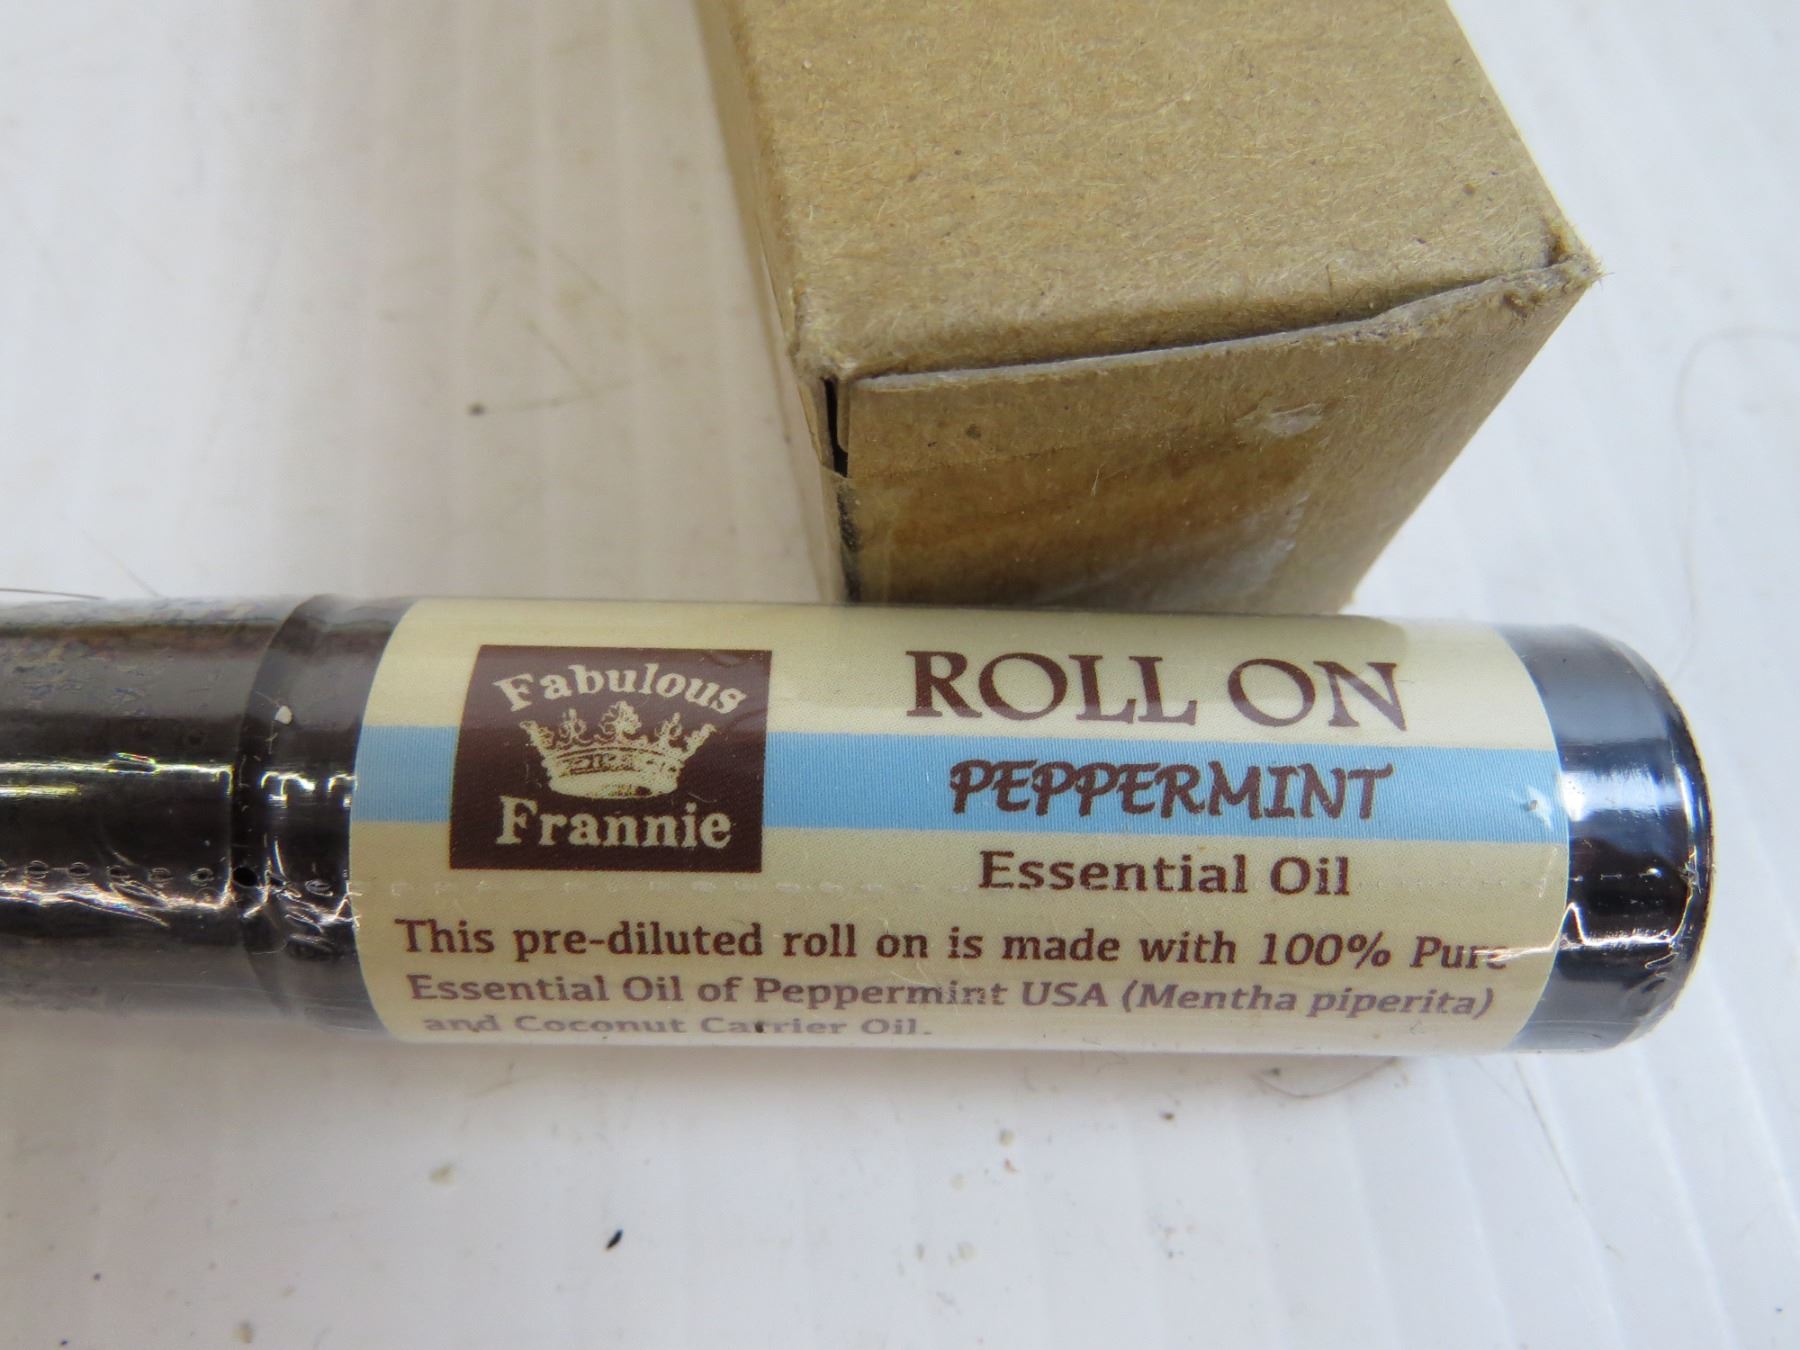 Fabulous
Frannie
ROLL ON
PEPPERMINT
Essential Oil
This pre-diluted roll on is made with 100% Pure
Essential Oil of Peppermint USA (Mentha piperita)
and Coconut Carrier Oil.